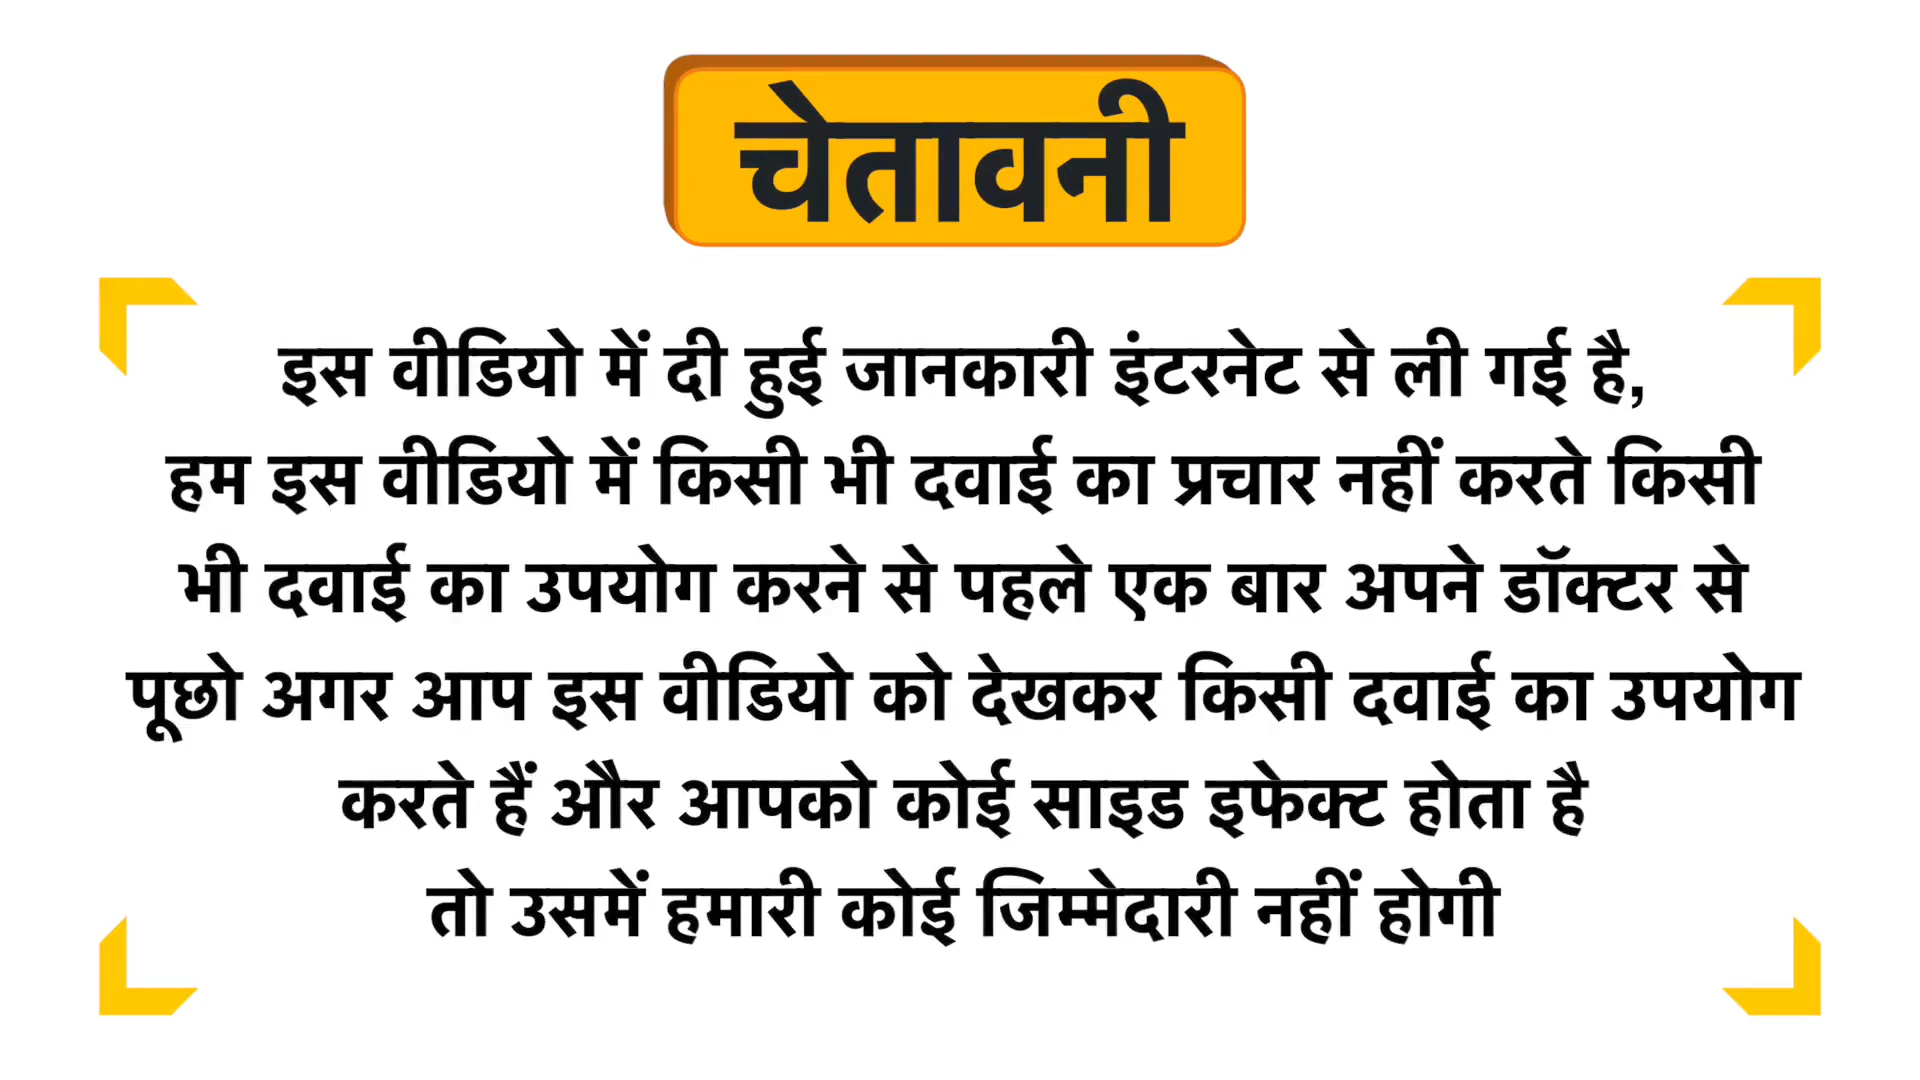 चेतावनी
इस वीडियो में दी हुई जानकारी इंटरनेट से ली गई है,
हम इस वीडियो में किसी भी दवाई का प्रचार नहीं करते किसी
भी दवाई का उपयोग करने से पहले एक बार अपने डॉक्टर से
पूछो अगर आप इस वीडियो को देखकर किसी दवाई का उपयोग
करते हैं और आपको कोई साइड इफेक्ट होता है
तो उसमें हमारी कोई जिम्मेदारी नहीं होगी